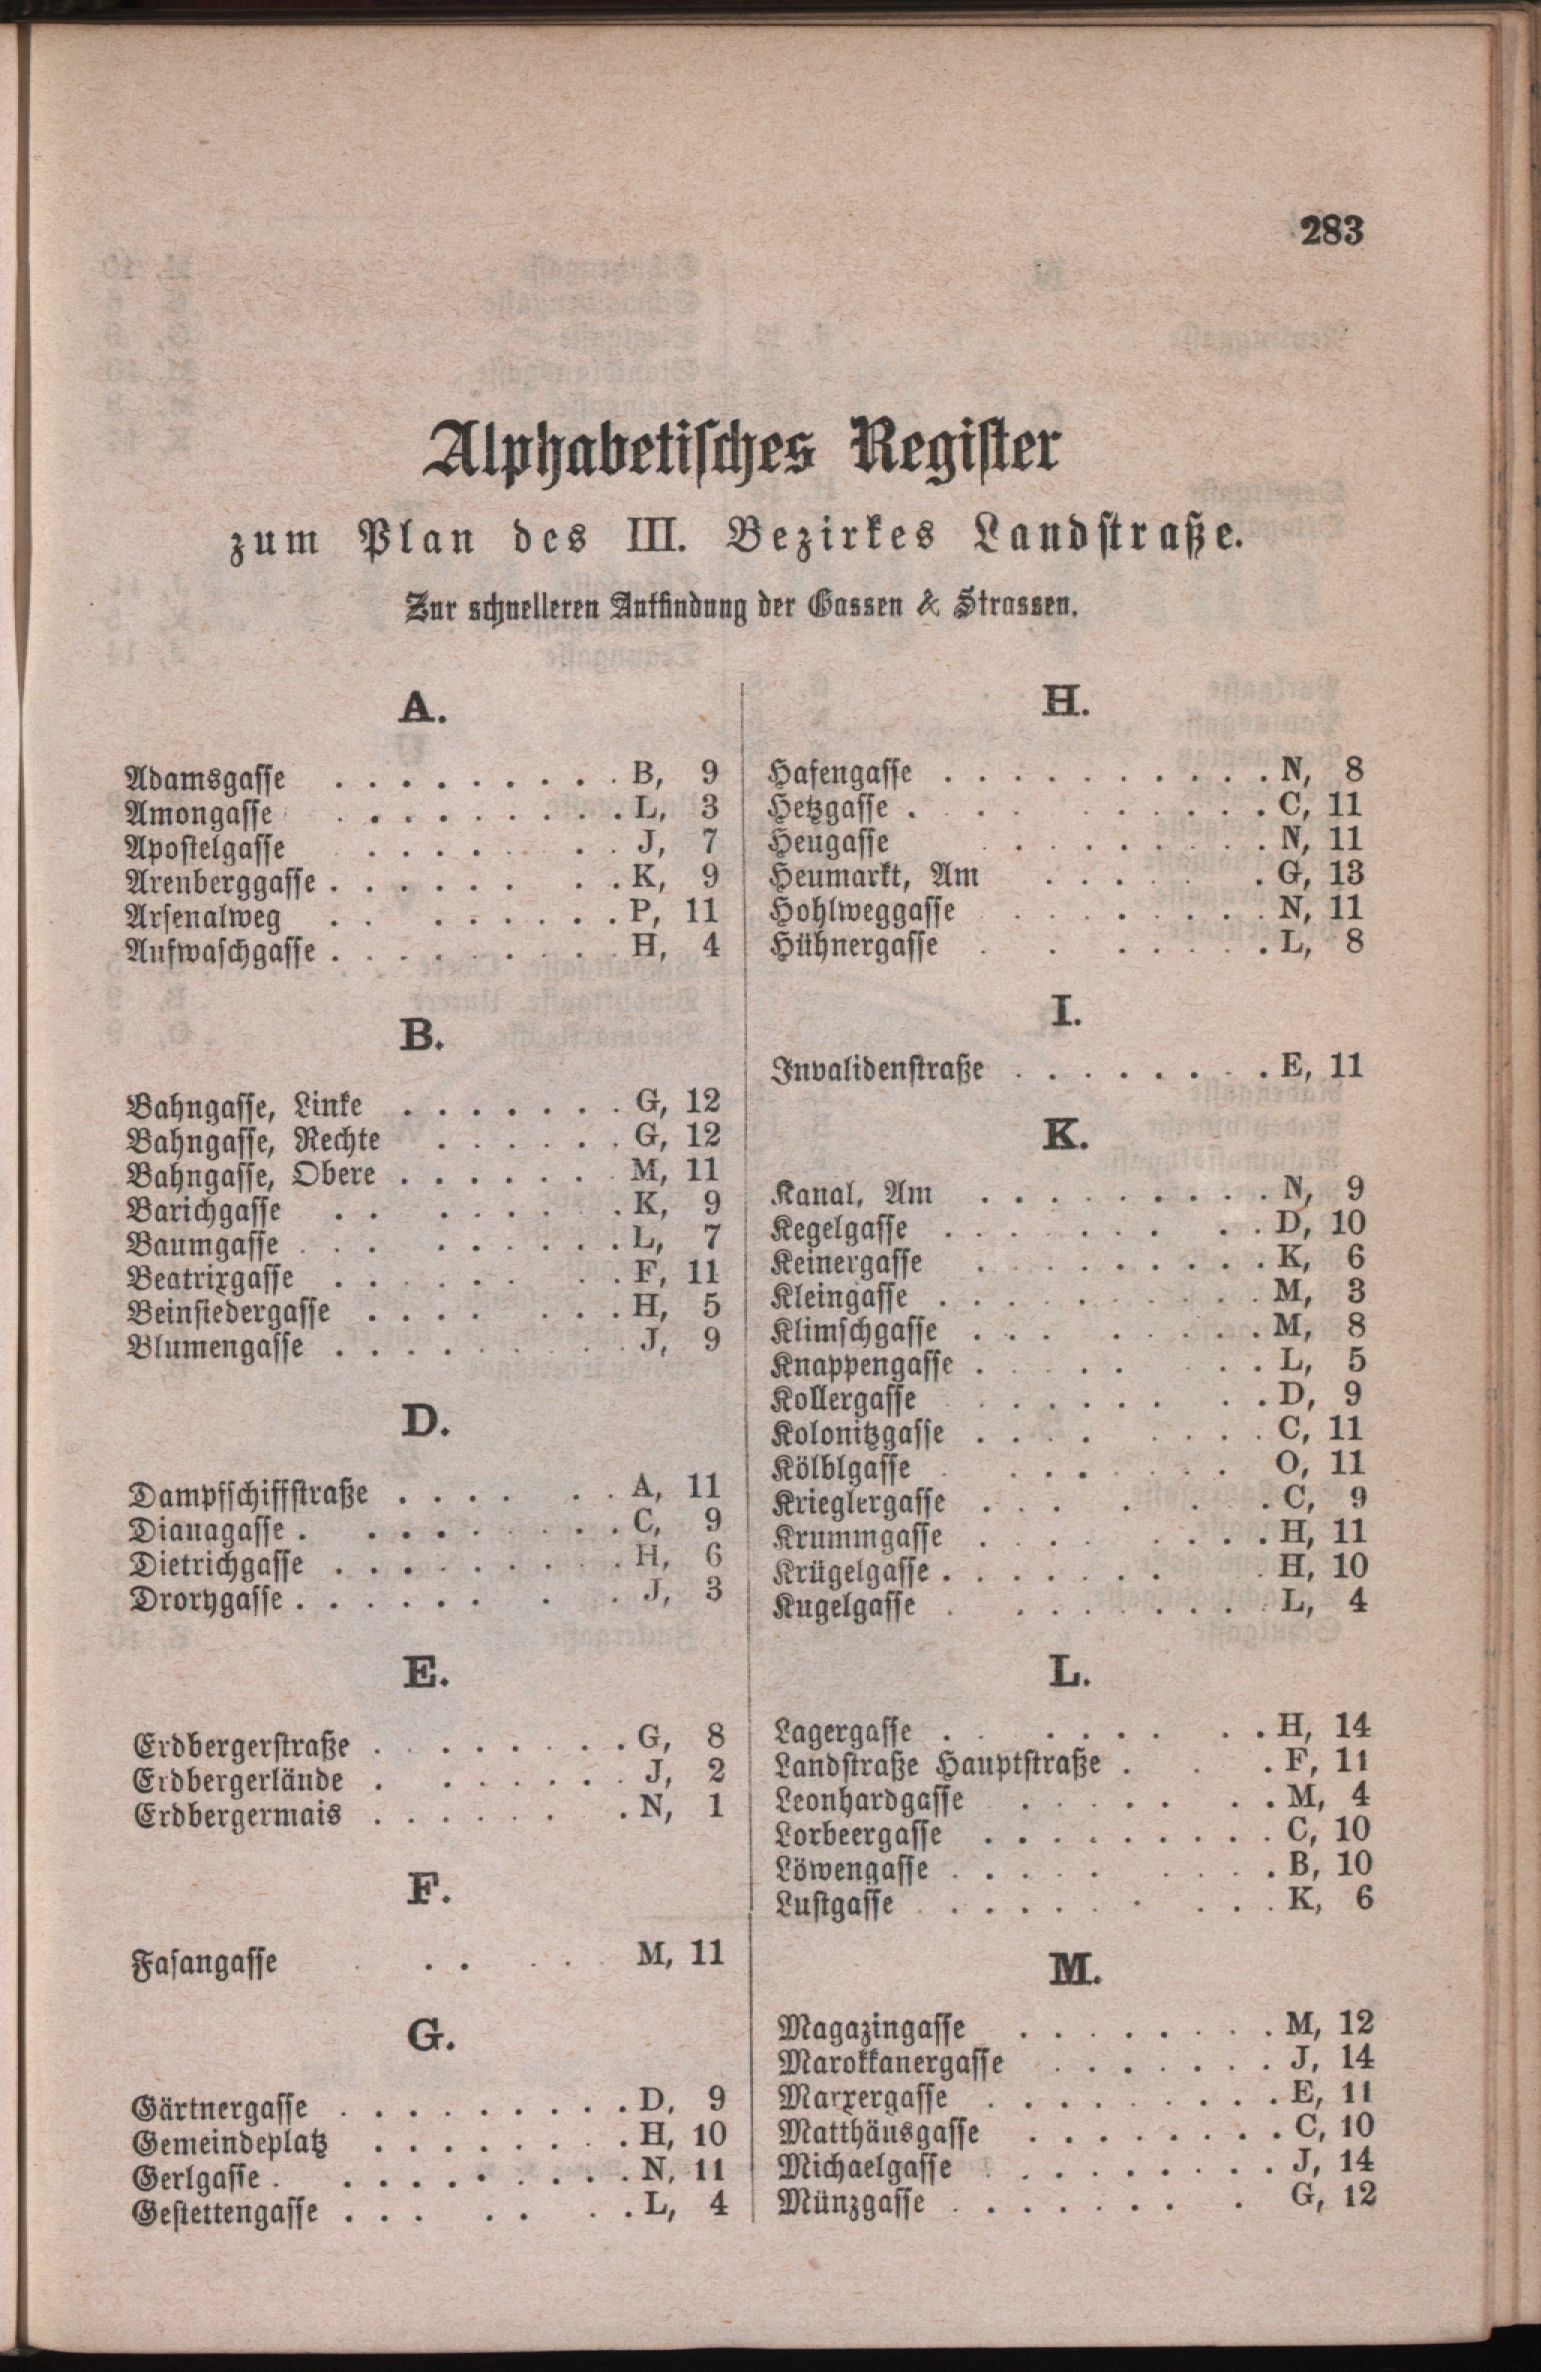 283
Alphabetisches Register
zum Plan des III. Bezirkes Landstraße.
Zur schnelleren Auffindung der Gassen & Strassen.
A.
Adamsgasse . . . . . . . . . B, 9
Amongasse . . . . . . . . . L, 3
Apostelgasse . . . . . . . J, 7
Arenberggasse . . . . . . . . K, 9
Arsenalweg . . . . . . . . P, 11
Aufwaschgasse . . . . . . . . . H, 4
B.
Bahngasse, Linke . . . . . . . G, 12
Bahngasse, Rechte . . . . . . G, 12
Bahngasse, Obere . . . . . . . M, 11
Barichgasse . . . . . . . . K, 9
Baumgasse . . . . . . . . . L, 7
Beatrixgasse . . . . . . . F, 11
Beinsiedergasse . . . . . . . H, 5
Blumengasse . . . . . . . . . J, 9
D.
Dampfschiffstraße . . . . . . A, 11
Dianagasse . . . . . . . . . C, 9
Dietrichgasse . . . . . . . . . H, 6
Drorygasse . . . . . . . . J, 3
E.
Erdbergerstraße . . . . . . . . G, 8
Erdbergerlände . . . . . . . J, 2
Erdbergermais . . . . . . . N, 1
F.
Fasangasse . . . . M, 11
G.
Gärtnergasse . . . . . . . . . D, 9
Gemeindeplatz . . . . . . . . H, 10
Gerlgasse . . . . . . . . . . N, 11
Gestettengasse . . . . . . . L, 4
H.
Hafengasse . . . . . . . . . . N, 8
Hetzgasse . . . . . . . . . C, 11
Heugasse . . . . . . . . N, 11
Heumarkt, Am . . . . . . G, 13
Hohlweggasse . . . . . . . . N, 11
Hühnergasse . . . . . . . L, 8
I.
Invalidenstraße . . . . . . . . E, 11
K.
Kanal, Am . . . . . . . . . N, 9
Kegelgasse . . . . . . . . . D, 10
Keinergasse . . . . . . . . . K, 6
Kleingasse . . . . . . . . . . M, 3
Klimschgasse . . . . . . . . M, 8
Knappengasse . . . . . . . L, 5
Kollergasse . . . . . . . . D, 9
Kolonitzgasse . . . . . . . . C, 11
Kölblgasse . . . . . . . . O, 11
Krieglergasse . . . . . . . C, 9
Krummgasse . . . . . . . . H, 11
Krügelgasse . . . . . . . . . H, 10
Kugelgasse . . . . . . . . . L, 4
L.
Lagergasse . . . . . . . H, 14
Landstraße Hauptstraße . . . F, 11
Leonhardgasse . . . . . . . M, 4
Lorbeergasse . . . . . . . . . C, 10
Löwengasse . . . . . . . . . B, 10
Lustgasse . . . . . . . . . . K, 6
M.
Magazingasse . . . . . . . . M, 12
Marokkanergasse . . . . . . . J, 14
Marxergasse . . . . . . . . . E, 11
Matthäusgasse . . . . . . . . C, 10
Michaelgasse . . . . . . . . . J, 14
Münzgasse . . . . . . . . G, 12